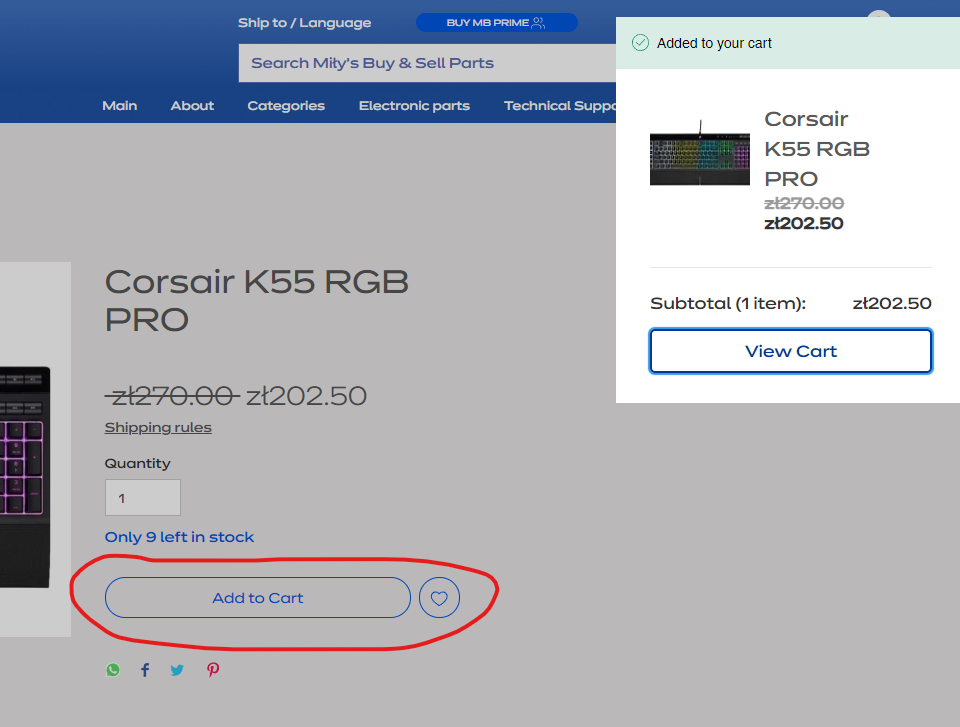 Ship to / Language
BUY MB PRIME
Search Miły's Buy & Sell Parts
Main About Categories Electronic parts Technical Suppo
Added to your cart
Corsair
K55 RGB
PRO
zł270.00
zł202.50
Subtotal (1 item): zł202.50
View Cart
Corsair K55 RGB
PRO
zł270.00 zł202.50
Shipping rules
Quantity
1
Only 9 left in stock
Add to Cart